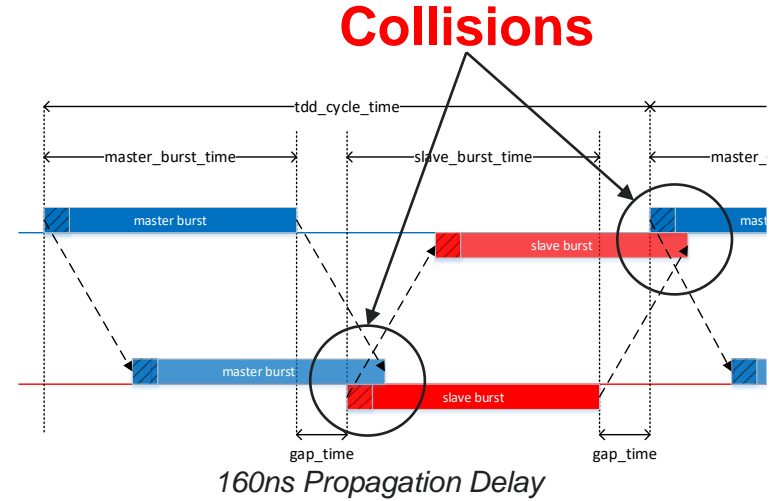 Collisions
tdd_cycle_time
master_burst_time
slave_burst_time
master_
master burst
mast
slave burst
master burst
slave burst
gap_time
gap_time
160ns Propagation Delay